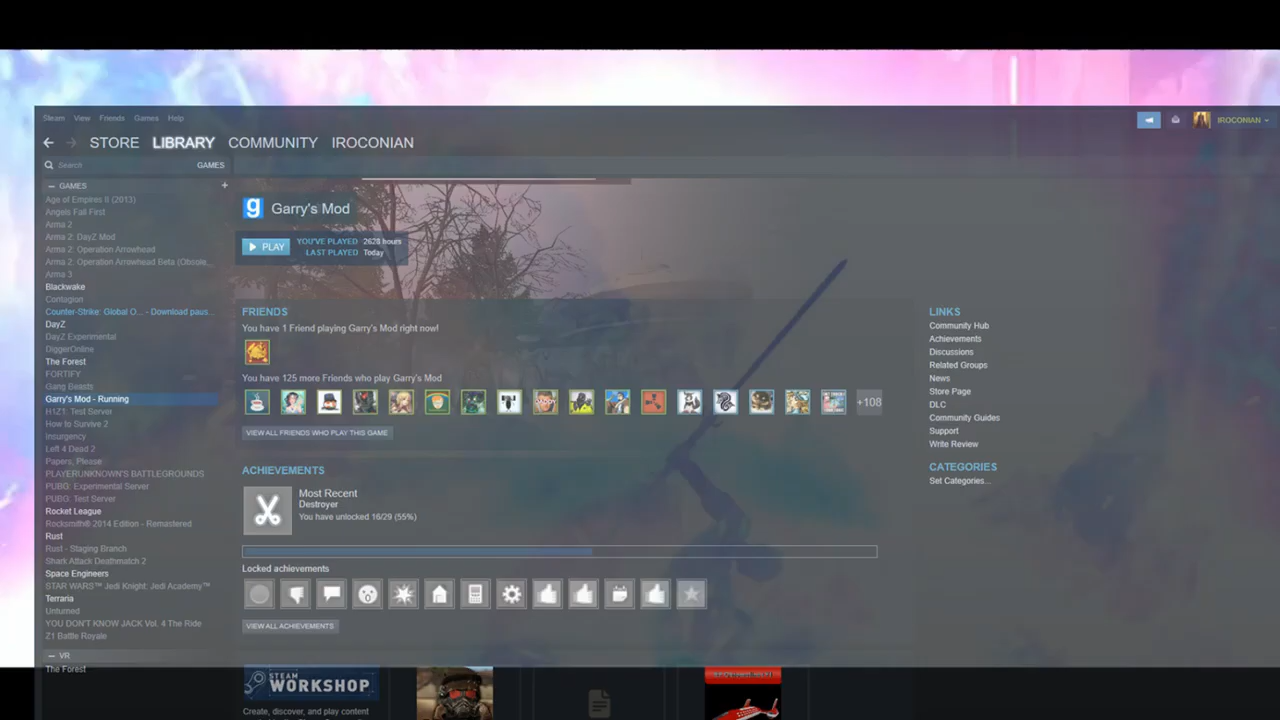 Steam View Friends Games Help
IROCONIAN
STORE LIBRARY COMMUNITY IROCONIAN
Search GAMES
GAMES +
Age of Empires II (2013)
Angels Fall First
Arma 2
Arma 2: DayZ Mod
Arma 2: Operation Arrowhead
Arma 2: Operation Arrowhead Beta (Obsole...
Arma 3
Blackwake
Contagion
Counter-Strike: Global O... - Download paus...
DayZ
DayZ Experimental
DiggerOnline
The Forest
FORTIFY
Gang Beasts
Garry's Mod - Running
H1Z1: Test Server
How to Survive 2
Insurgency
Left 4 Dead 2
Papers, Please
PLAYERUNKNOWN'S BATTLEGROUNDS
PUBG: Experimental Server
PUBG: Test Server
Rocket League
Rocksmith® 2014 Edition - Remastered
Rust
Rust - Staging Branch
Shark Attack Deathmatch 2
Space Engineers
STAR WARS™ Jedi Knight: Jedi Academy™
Terraria
Unturned
YOU DON'T KNOW JACK Vol. 4 The Ride
Z1 Battle Royale
VR
The Forest
g Garry's Mod
PLAY
YOU'VE PLAYED 2628 hours
LAST PLAYED Today
FRIENDS
You have 1 Friend playing Garry's Mod right now!
You have 125 more Friends who play Garry's Mod
+108
VIEW ALL FRIENDS WHO PLAY THIS GAME
ACHIEVEMENTS
Most Recent
Destroyer
You have unlocked 16/29 (55%)
Locked achievements
VIEW ALL ACHIEVEMENTS
STEAM
WORKSHOP
Create, discover, and play content
LINKS
Community Hub
Achievements
Discussions
Related Groups
News
Store Page
DLC
Community Guides
Support
Write Review
CATEGORIES
Set Categories...